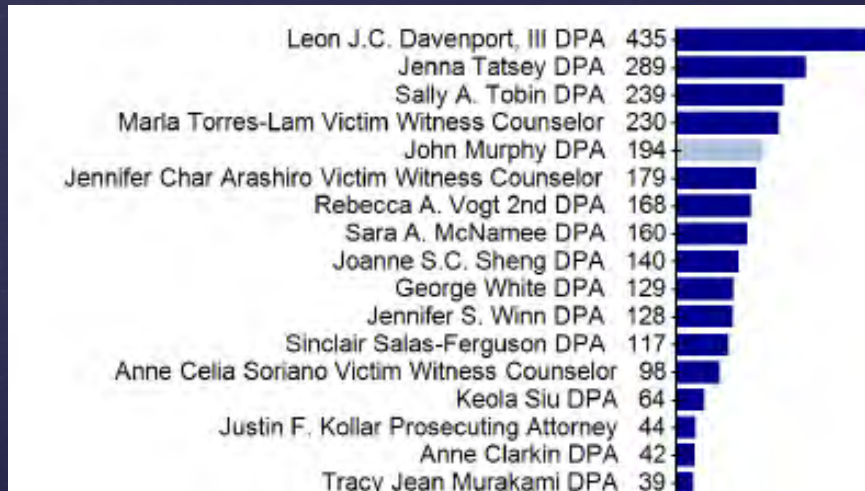 Leon J.C. Davenport, III DPA 435
Jenna Tatsey DPA 289
Sally A. Tobin DPA 239
Marla Torres-Lam Victim Witness Counselor 230
John Murphy DPA 194
Jennifer Char Arashiro Victim Witness Counselor 179
Rebecca A. Vogt 2nd DPA 168
Sara A. McNamee DPA 160
Joanne S.C. Sheng DPA 140
George White DPA 129
Jennifer S. Winn DPA 128
Sinclair Salas-Ferguson DPA 117
Anne Celia Soriano Victim Witness Counselor 98
Keola Siu DPA 64
Justin F. Kollar Prosecuting Attorney 44
Anne Clarkin DPA 42
Tracy Jean Murakami DPA 39